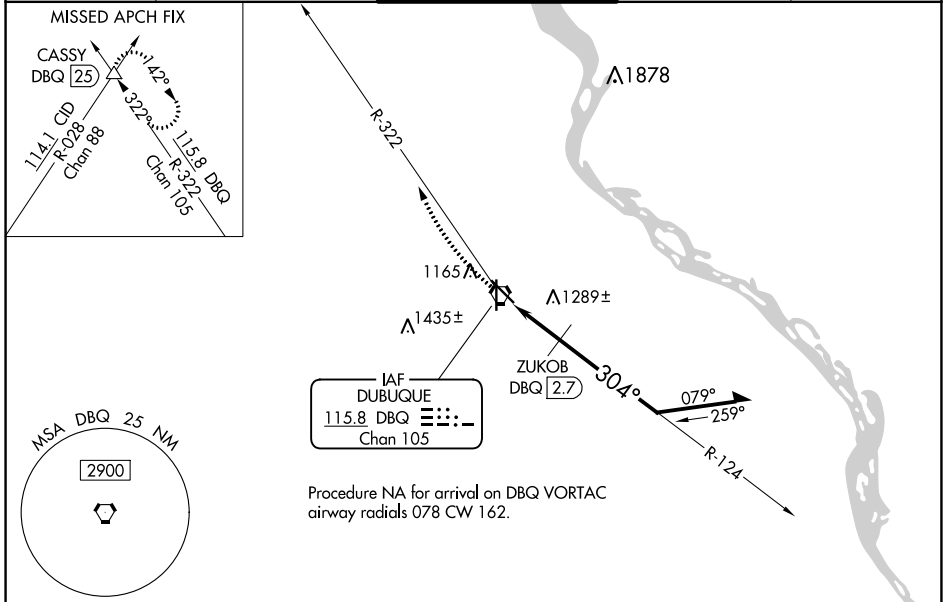 MISSED APCH FIX
CASSY
DBQ 25
142°
322°
114.1 CID
R-028
Chan 88
115.8 DBQ
R-322
Chan 105
1878
R-322
1165
1289±
1435±
ZUKOB
DBQ 2.7
304°
079°
259°
R-124
IAF
DUBUQUE
115.8 DBQ
Chan 105
MSA DBQ 25 NM
2900
Procedure NA for arrival on DBQ VORTAC
airway radials 078 CW 162.